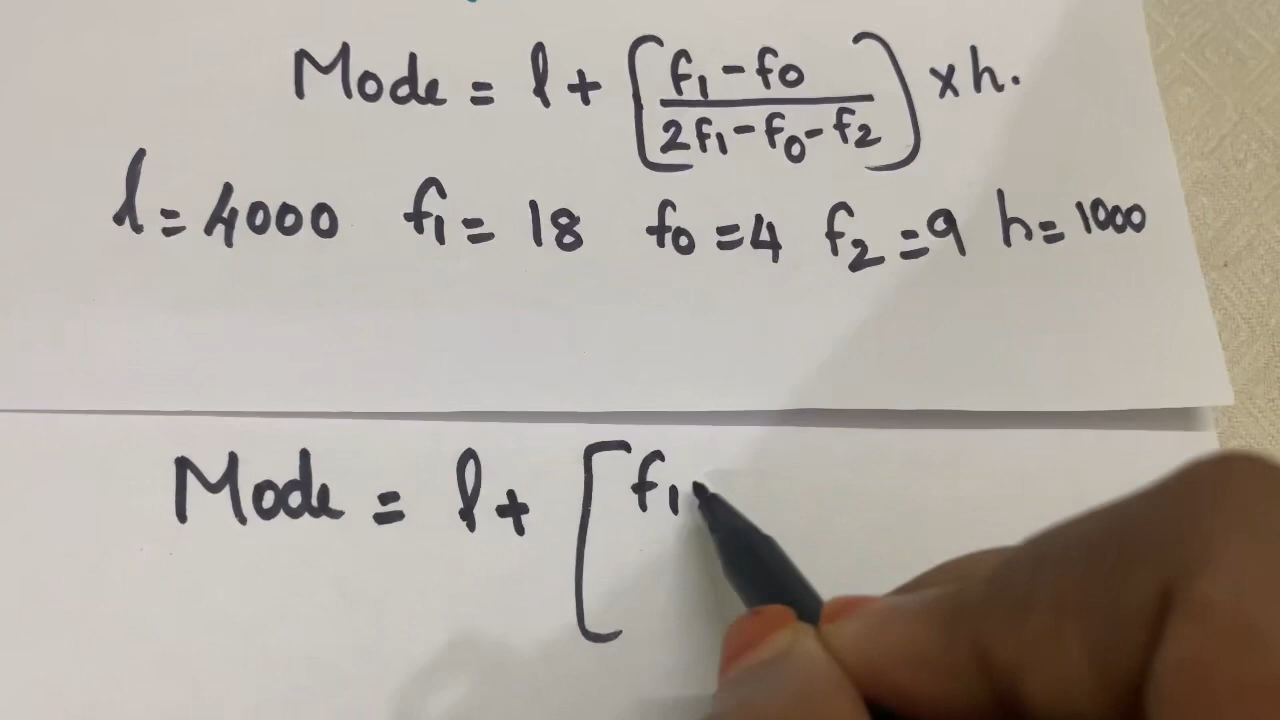 Mode = l + [f1 - f0 / 2f1 - f0 - f2] × h.
l = 4000 f1 = 18 f0 = 4 f2 = 9 h = 1000
Mode = l + [f1